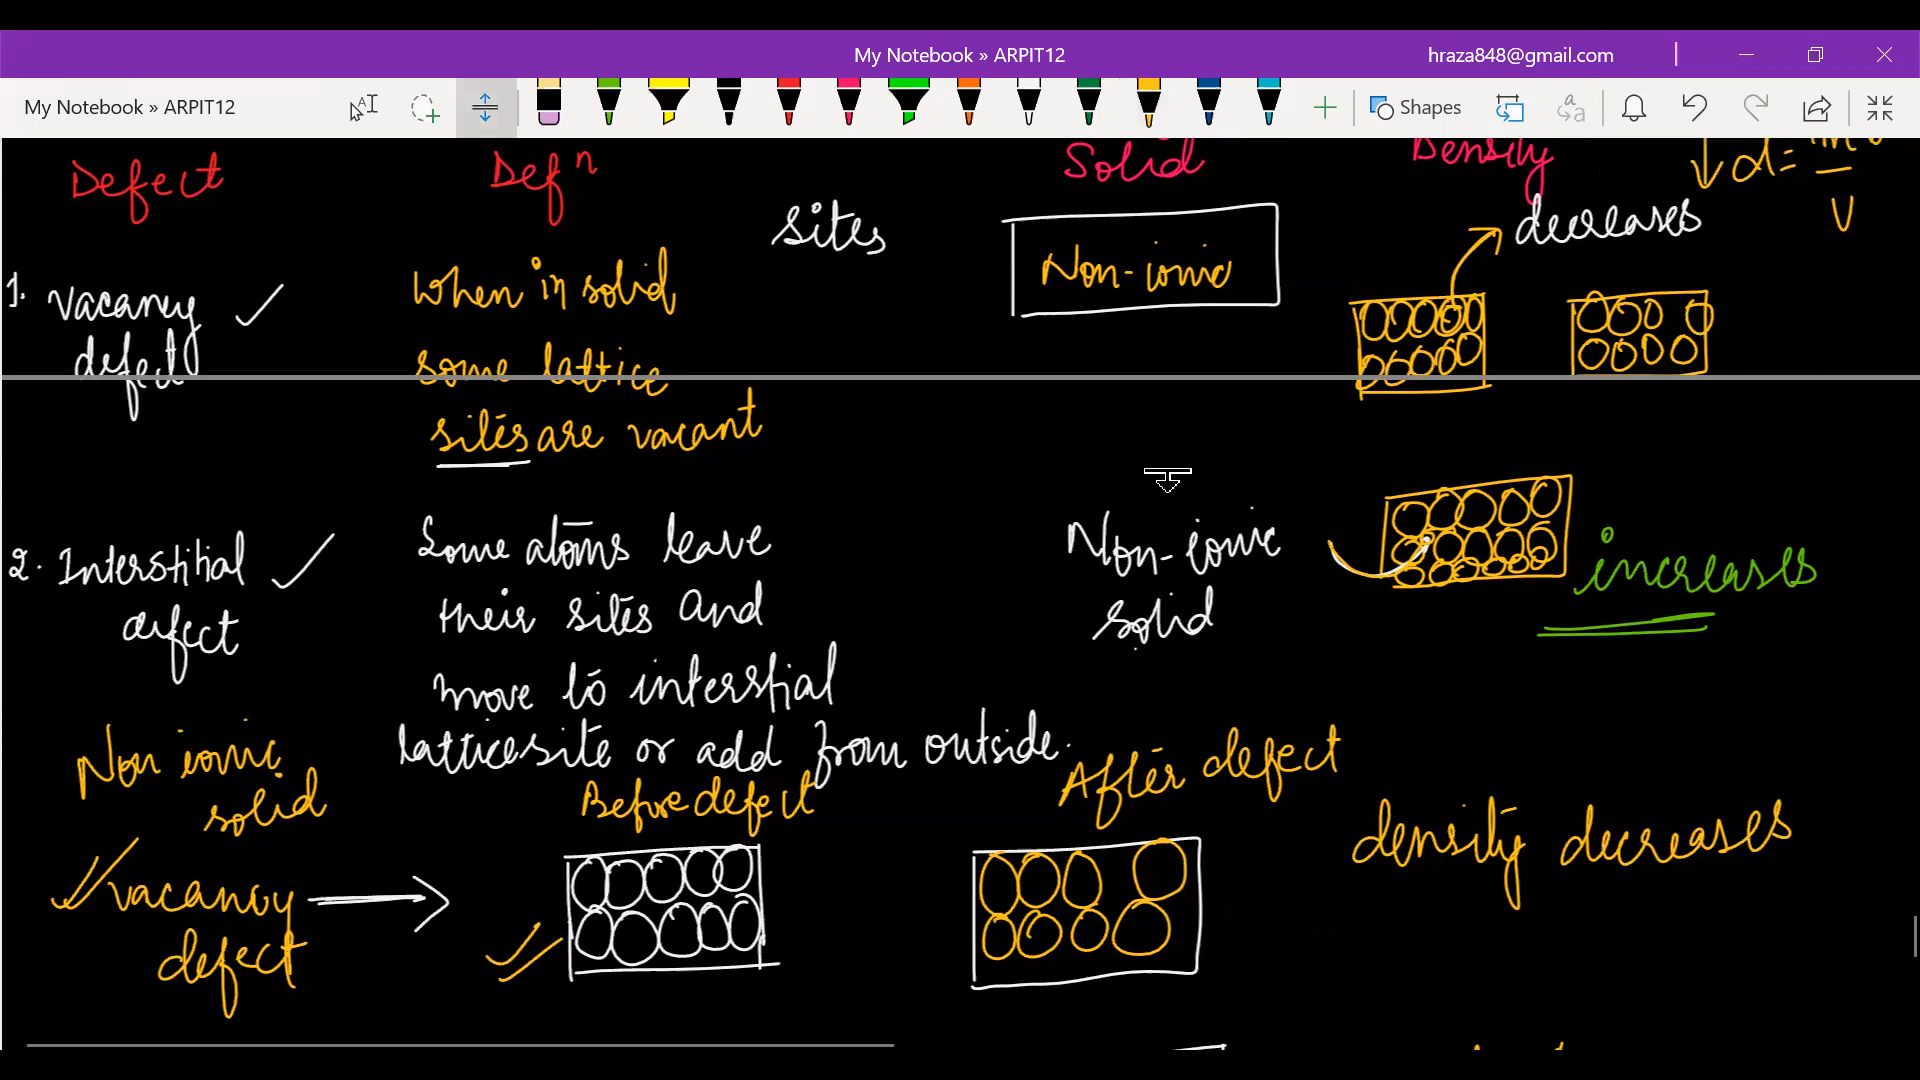 My Notebook » ARPIT12
hraza848@gmail.com
My Notebook » ARPIT12
Shapes
Defect
Defⁿ
Solid
Density
↓ d =
V
sites
decreases
1. vacancy
defect
When in solid
some lattice
sites are vacant
Non-ionic
2. Interstitial
defect
Some atoms leave
their sites and
move to interstial
lattice site or add from outside.
Non-ionic
solid
increases
Non ionic
solid
Before defect
After defect
vacancy
defect
density decreases